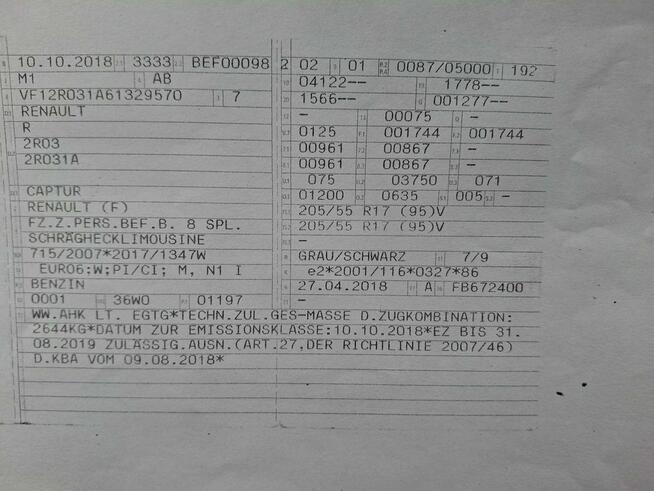 10.10.2018 3333 BEF00098 2
M1 AB
VF12R031A61329570 7
RENAULT
R
2R03
2R031A
CAPTUR
RENAULT (F)
FZ.Z.PERS.BEF.B. 8 SPL.
SCHRÄGHECKLIMOUSINE
715/2007*2017/1347W
EURO6:W;PI/CI; M, N1 I
BENZIN
0001 36W0 01197
02 01 0087/05000 192
04122-- 1778--
1566-- 001277--
- 00075 -
0125 001744 001744
00961 00867 -
00961 00867 -
075 03750 071
01200 0635 005 -
205/55 R17 (95)V
205/55 R17 (95)V
-
GRAU/SCHWARZ 7/9
e2*2001/116*0327*86
27.04.2018 A FB672400
-
WW.AHK LT. EGTG*TECHN.ZUL.GES-MASSE D.ZUGKOMBINATION:
2644KG*DATUM ZUR EMISSIONSKLASSE:10.10.2018*EZ BIS 31.
08.2019 ZULÄSSIG.AUSN.(ART.27,DER RICHTLINIE 2007/46)
D.KBA VOM 09.08.2018*